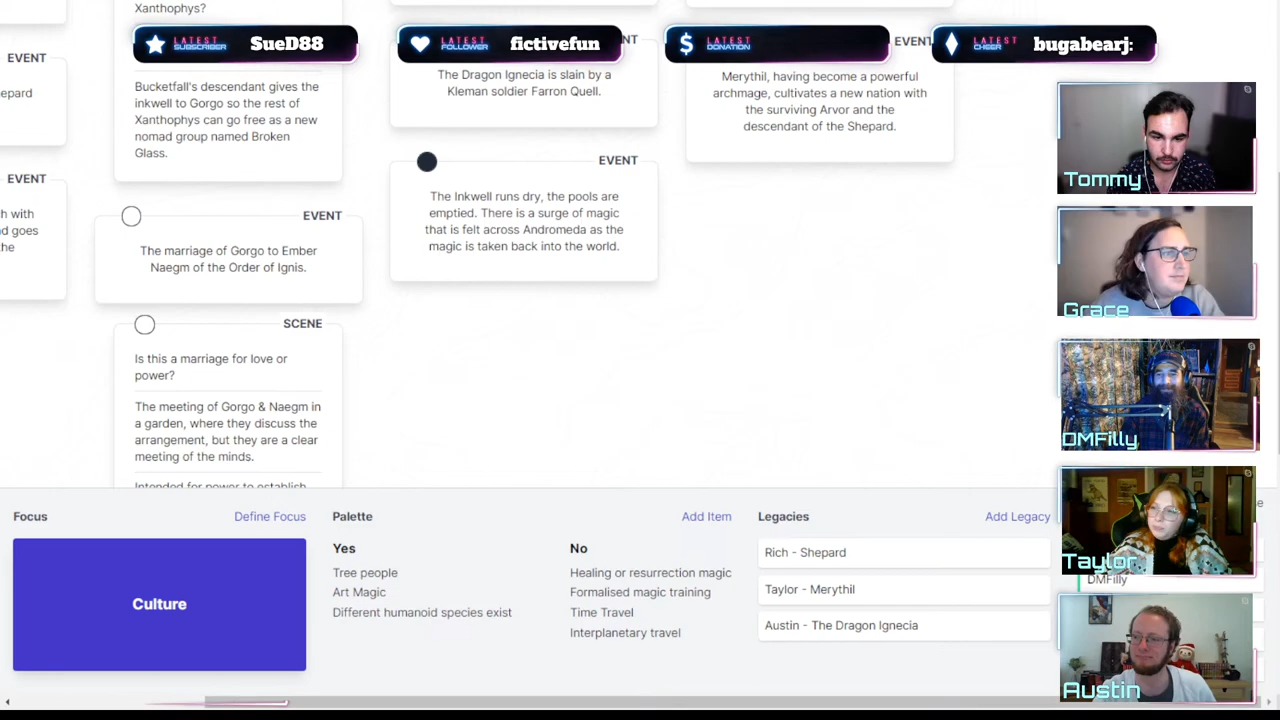 Xanthophys?
LATEST SUBSCRIBER SueD88
LATEST FOLLOWER fictivefun
LATEST DONATION
LATEST CHEER bugabearj:
EVENT
epard
EVENT
h with
d goes
he
Bucketfall's descendant gives the
inkwell to Gorgo so the rest of
Xanthophys can go free as a new
nomad group named Broken
Glass.
EVENT
The marriage of Gorgo to Ember
Naegm of the Order of Ignis.
SCENE
Is this a marriage for love or
power?
The meeting of Gorgo & Naegm in
a garden, where they discuss the
arrangement, but they are a clear
meeting of the minds.
Intended for power to establish
NT
The Dragon Ignecia is slain by a
Kleman soldier Farron Quell.
EVENT
The Inkwell runs dry, the pools are
emptied. There is a surge of magic
that is felt across Andromeda as the
magic is taken back into the world.
EVENT
Merythil, having become a powerful
archmage, cultivates a new nation with
the surviving Arvor and the
descendant of the Shepard.
Tommy
Grace
DMFilly
Taylor
Austin
Focus
Define Focus
Culture
Palette
Add Item
Yes
Tree people
Art Magic
Different humanoid species exist
No
Healing or resurrection magic
Formalised magic training
Time Travel
Interplanetary travel
Legacies
Add Legacy
Rich - Shepard
Taylor - Merythil
Austin - The Dragon Ignecia
e
DMFilly